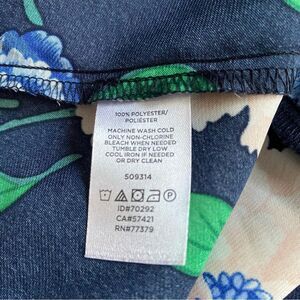 100% POLYESTER/
POLIÉSTER
MACHINE WASH COLD
ONLY NON-CHLORINE
BLEACH WHEN NEEDED
TUMBLE DRY LOW
COOL IRON IF NEEDED
OR DRY CLEAN
509314
ID#70292
CA#57421
RN#77379